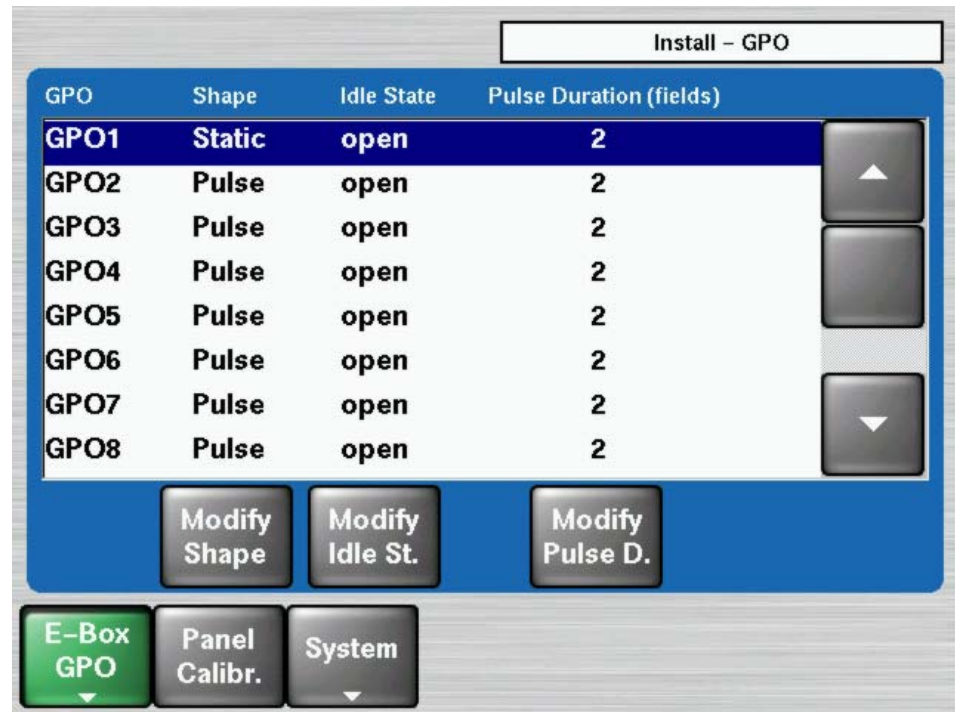 Install – GPO
GPO Shape Idle State Pulse Duration (fields)
GPO1 Static open 2
GPO2 Pulse open 2
GPO3 Pulse open 2
GPO4 Pulse open 2
GPO5 Pulse open 2
GPO6 Pulse open 2
GPO7 Pulse open 2
GPO8 Pulse open 2
Modify Shape
Modify Idle St.
Modify Pulse D.
E–Box GPO
Panel Calibr.
System